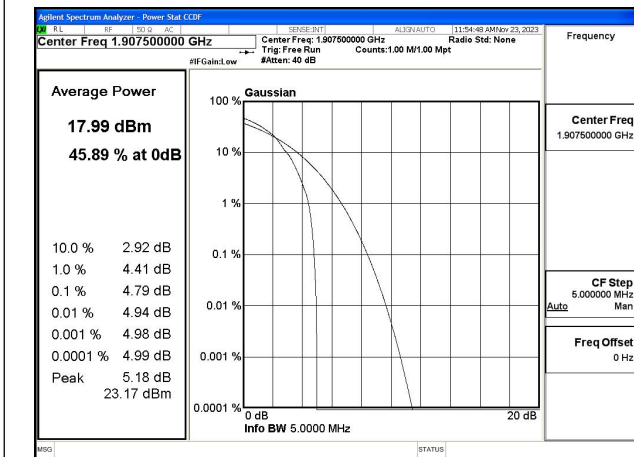 Agilent Spectrum Analyzer - Power Stat CCDF
RL RF 50 Ω AC SENSE:INT ALIGN AUTO 11:54:48 AM Nov 23, 2023
Center Freq 1.907500000 GHz
Center Freq: 1.907500000 GHz Radio Std: None
Trig: Free Run Counts:1.00 M/1.00 Mpt
#IFGain:Low #Atten: 40 dB
Frequency
Average Power
17.99 dBm
45.89 % at 0dB
10.0 % 2.92 dB
1.0 % 4.41 dB
0.1 % 4.79 dB
0.01 % 4.94 dB
0.001 % 4.98 dB
0.0001 % 4.99 dB
Peak 5.18 dB
23.17 dBm
Gaussian
100 %
10 %
1 %
0.1 %
0.01 %
0.001 %
0.0001 %
0 dB 20 dB
Info BW 5.0000 MHz
Center Freq
1.907500000 GHz
CF Step
5.000000 MHz
Auto Man
Freq Offset
0 Hz
MSG STATUS